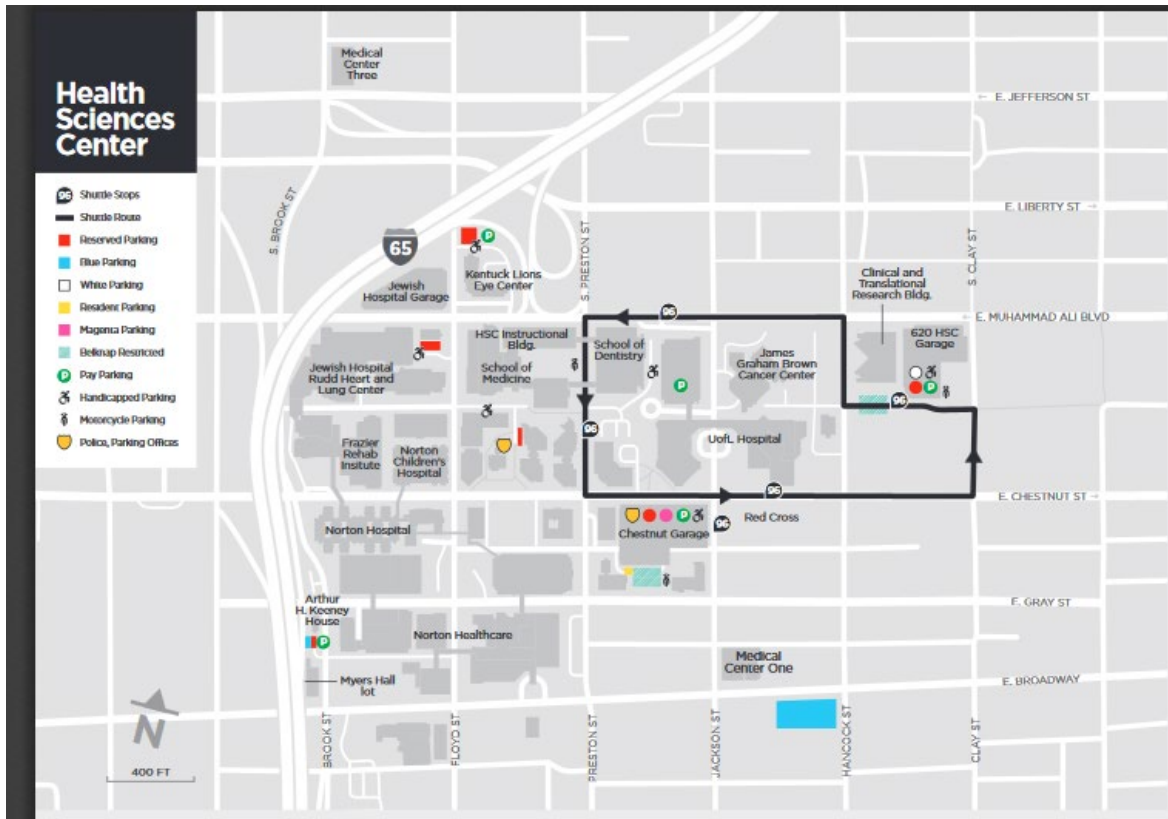 Health
Sciences
Center
96 Shuttle Stops
Shuttle Route
Reserved Parking
Blue Parking
White Parking
Resident Parking
Magenta Parking
Belknap Restricted
P Pay Parking
Handicapped Parking
Motorcycle Parking
Police, Parking Offices
Medical
Center
Three
← E. JEFFERSON ST
S. BROOK ST
E. LIBERTY ST →
65
P
Kentuck Lions
Eye Center
S. PRESTON ST
S. CLAY ST
Jewish
Hospital Garage
Clinical and
Translational
Research Bldg.
96
← E. MUHAMMAD ALI BLVD
HSC Instructional
Bldg.
School of
Dentistry
620 HSC
Garage
School of
Medicine
James
Graham Brown
Cancer Center
Jewish Hospital
Rudd Heart and
Lung Center
P
P
96
96
UofL Hospital
Frazier
Rehab
Insitute
Norton
Children's
Hospital
96
E. CHESTNUT ST →
P
Red Cross
96
Norton Hospital
Chestnut Garage
Arthur
H. Keeney
House
P
E. GRAY ST
Norton Healthcare
Medical
Center One
Myers Hall
lot
E. BROADWAY
N
BROOK ST
FLOYD ST
PRESTON ST
JACKSON ST
HANCOCK ST
CLAY ST
400 FT